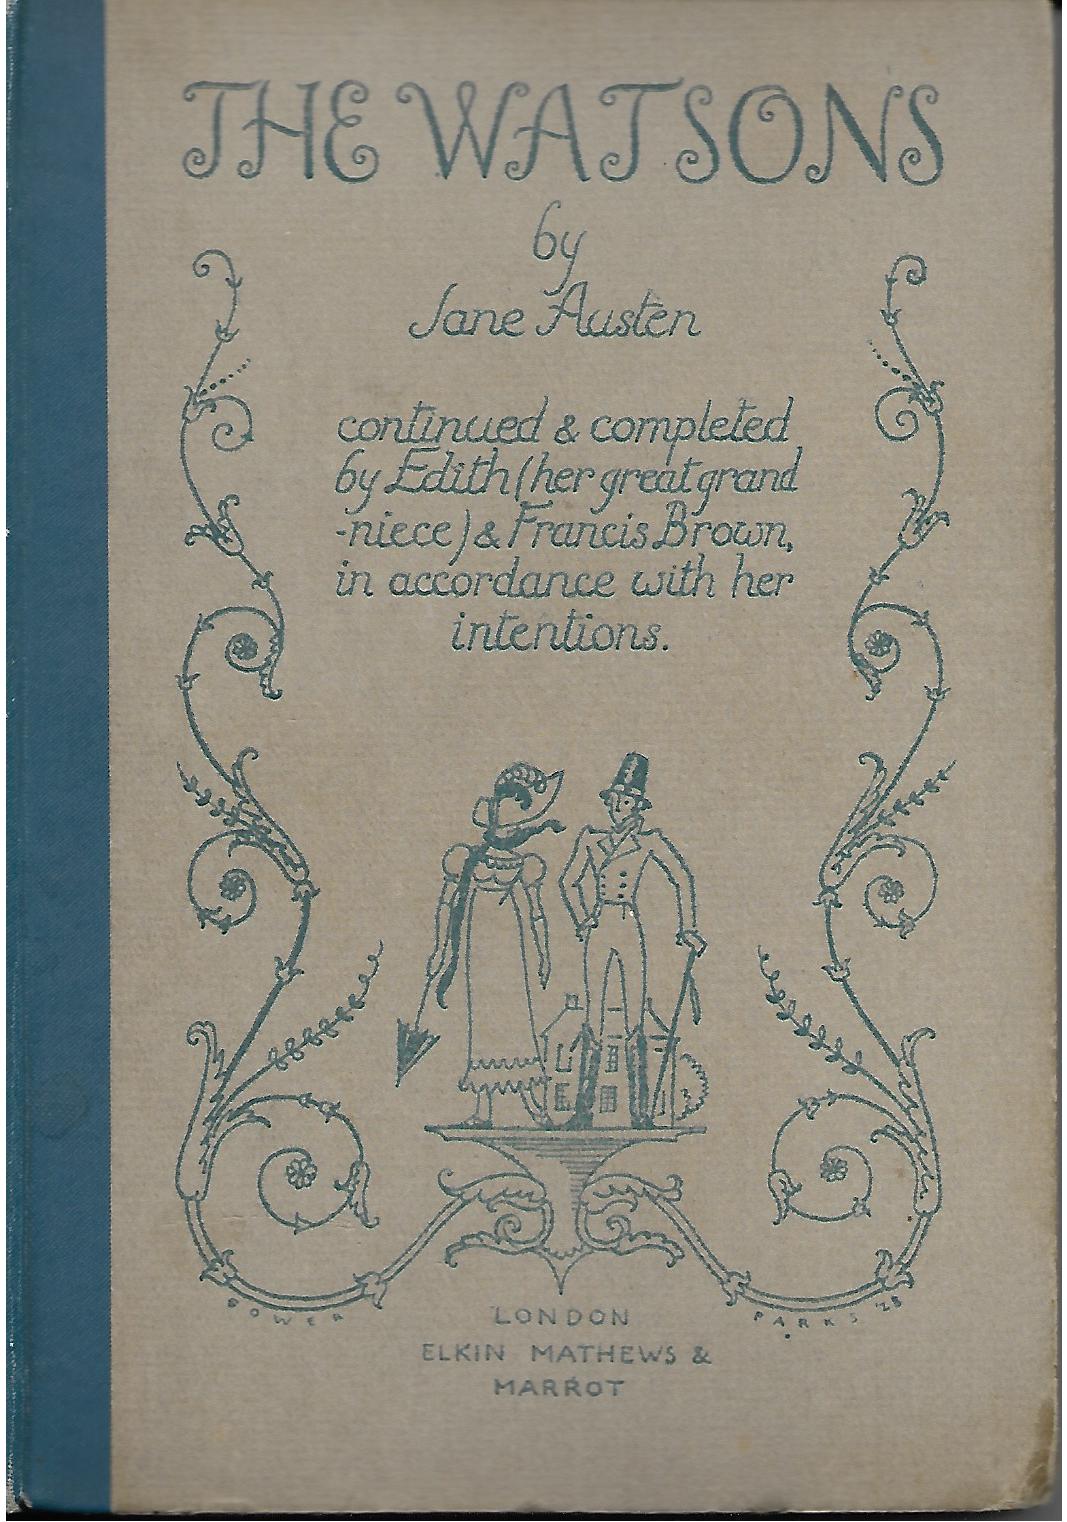 THE WATSONS
by
Jane Austen
continued & completed
by Edith (her great grand
-niece) & Francis Brown,
in accordance with her
intentions.
GOWER PARKS '28
LONDON
ELKIN MATHEWS &
MARROT